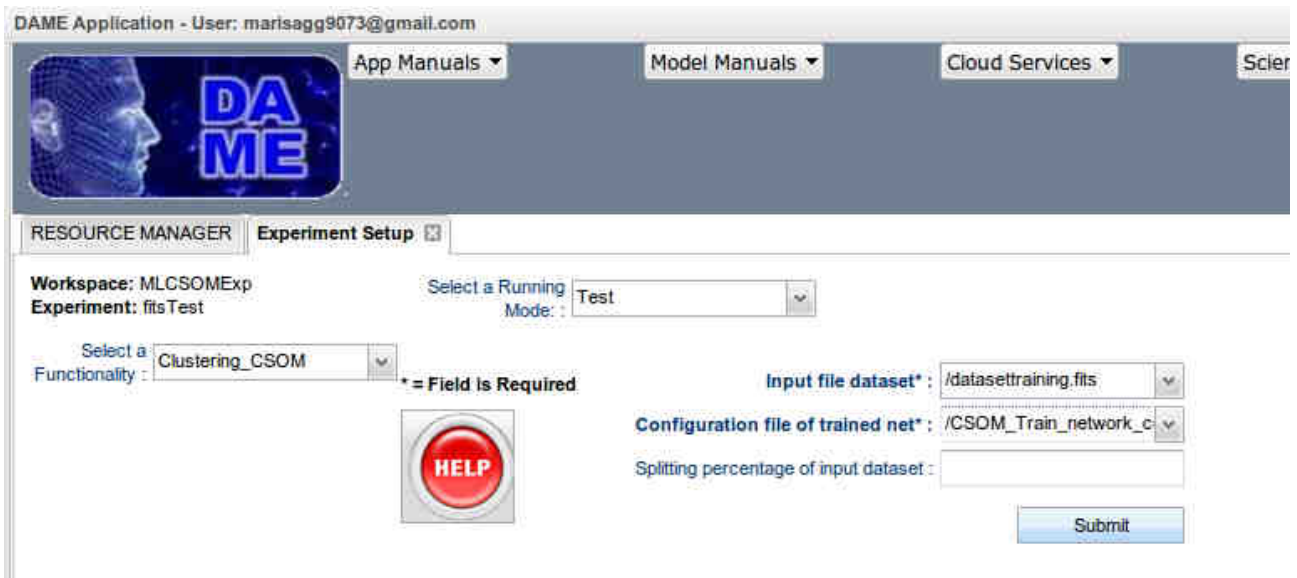 DAME Application - User: marisagg9073@gmail.com
App Manuals
Model Manuals
Cloud Services
Scier
DA
ME
RESOURCE MANAGER
Experiment Setup
Workspace: MLCSOMExp
Experiment: fitsTest
Select a Running
Mode: :
Test
Select a
Functionality :
Clustering_CSOM
* = Field Is Required
HELP
Input file dataset* :
/datasettraining.fits
Configuration file of trained net* :
/CSOM_Train_network_c
Splitting percentage of input dataset :
Submit